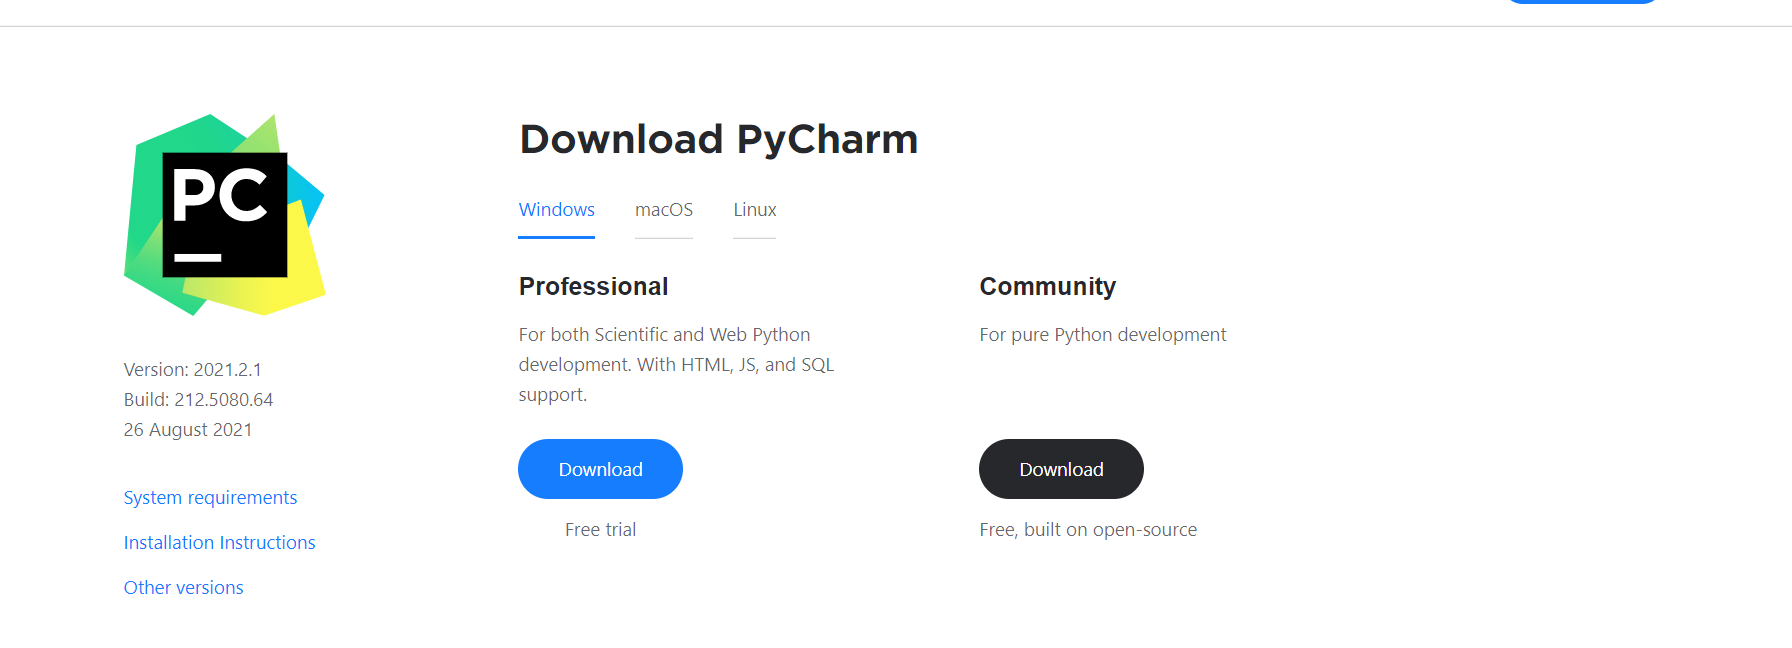 PC
Version: 2021.2.1
Build: 212.5080.64
26 August 2021
System requirements
Installation Instructions
Other versions
Download PyCharm
Windows macOS Linux
Professional
For both Scientific and Web Python
development. With HTML, JS, and SQL
support.
Download
Free trial
Community
For pure Python development
Download
Free, built on open-source